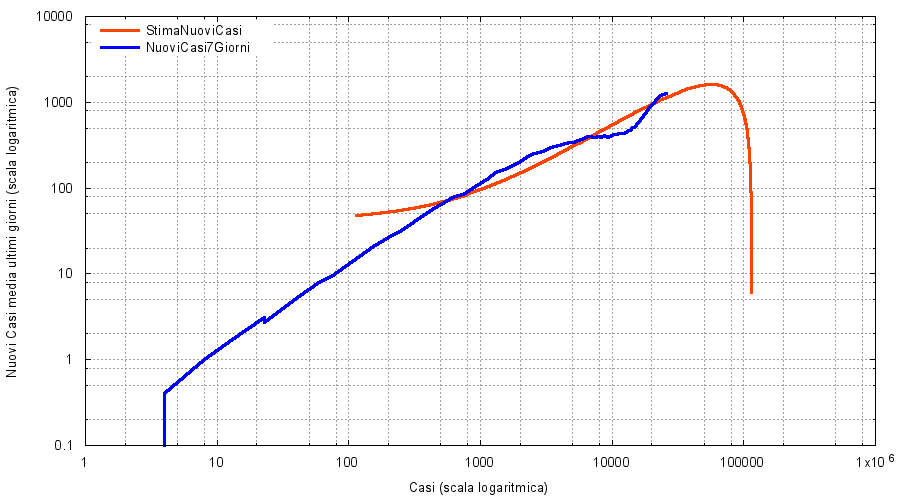 10000
1000
100
10
1
0.1
Nuovi Casi media ultimi giorni (scala logaritmica)
StimaNuoviCasi
NuoviCasi7Giorni
1
10
100
1000
10000
100000
1x10 6
Casi (scala logaritmica)